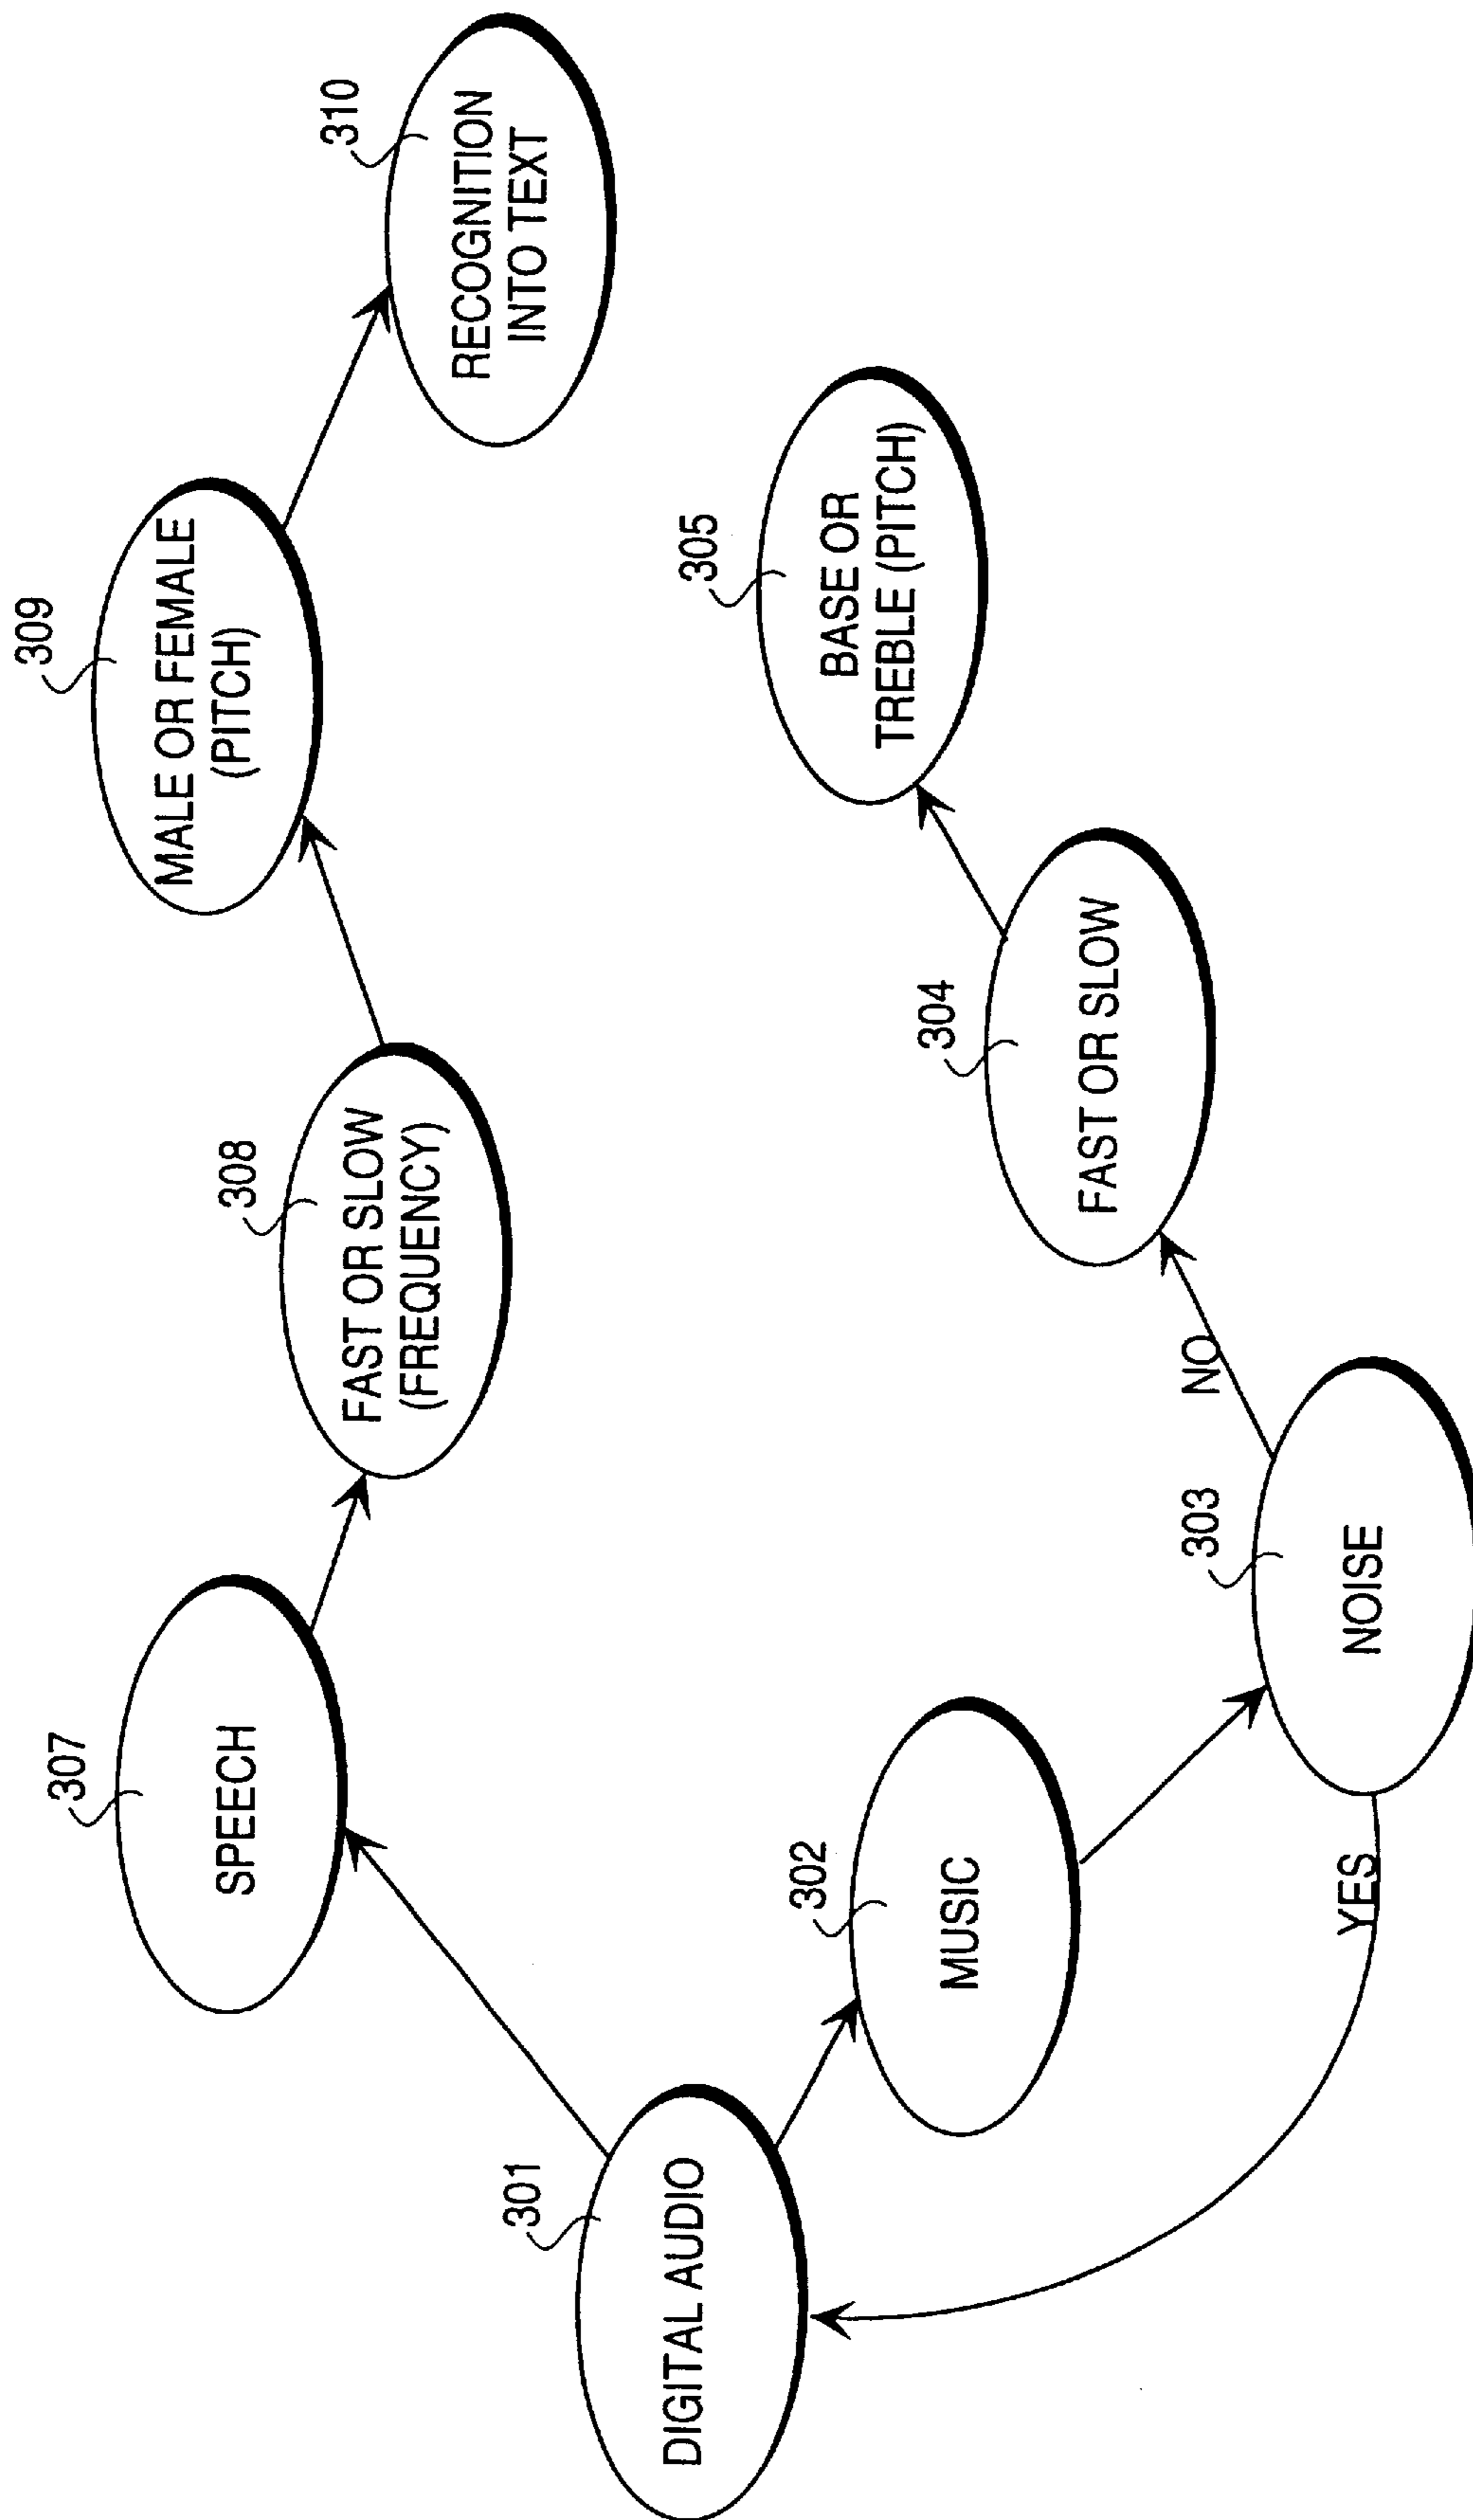 309
MALE OR FEMALE
(PITCH)
310
RECOGNITION
INTO TEXT
307
SPEECH
308
FAST OR SLOW
(FREQUENCY)
305
BASE OR
TREBLE (PITCH)
301
DIGITAL AUDIO
302
MUSIC
304
FAST OR SLOW
NO
303
NOISE
YES